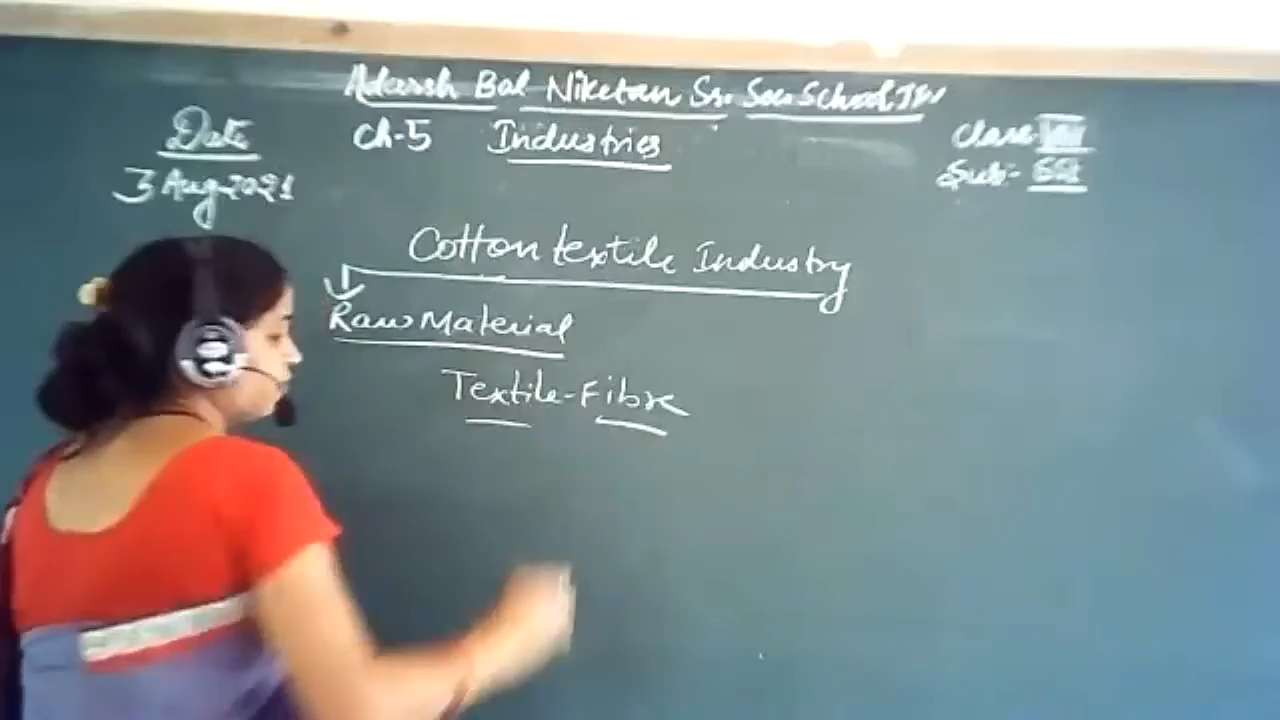 Adarsh Bal Niketan Sr. Sec. School
Date
Ch-5 Industries
Class
3 Aug 2021
Sub:- SSt
Cotton textile Industry
Raw Material
Textile-Fibre